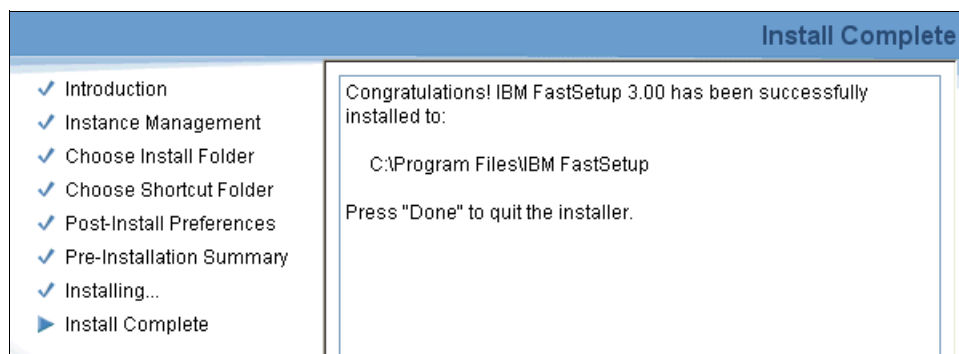 Install Complete
Introduction
Instance Management
Choose Install Folder
Choose Shortcut Folder
Post-Install Preferences
Pre-Installation Summary
Installing...
Install Complete
Congratulations! IBM FastSetup 3.00 has been successfully
installed to:
C:\Program Files\IBM FastSetup
Press "Done" to quit the installer.